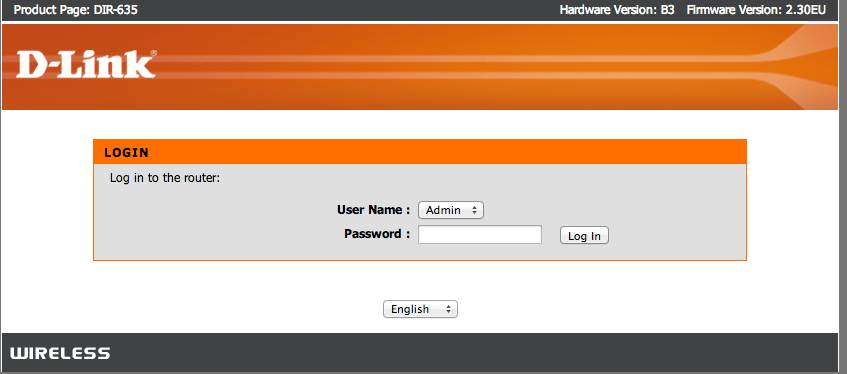 Product Page: DIR-635 Hardware Version: B3 Firmware Version: 2.30EU
D-Link®
LOGIN
Log in to the router:
User Name : Admin
Password : Log In
English
WIRELESS